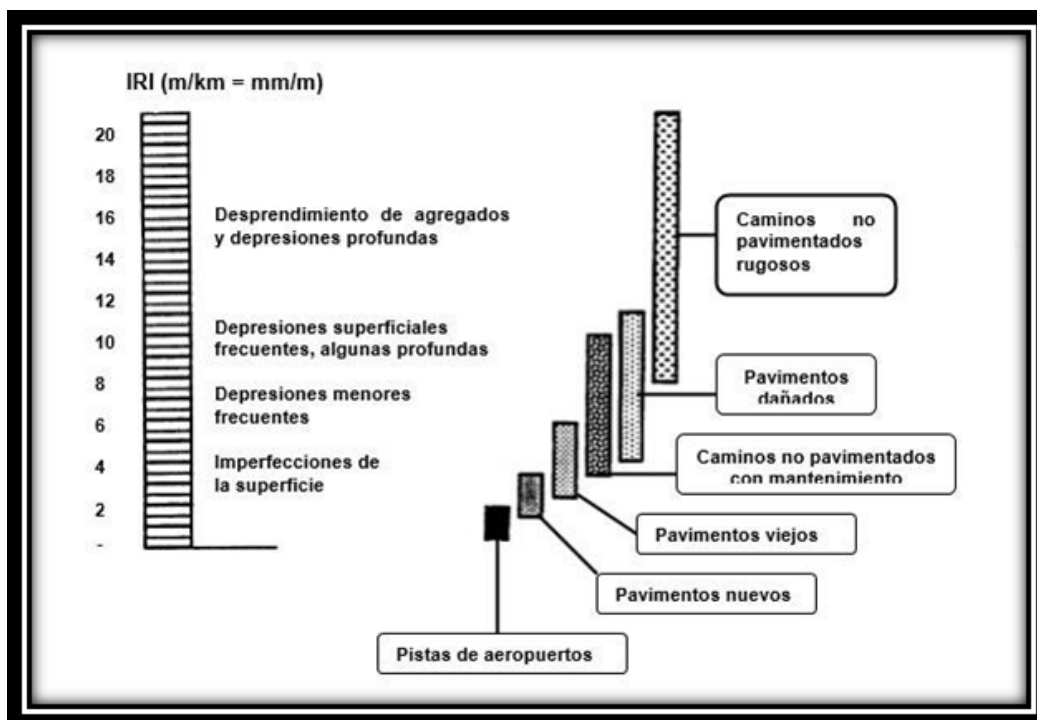 IRI (m/km = mm/m)
20
18
16
14
12
10
8
6
4
2
-
Desprendimiento de agregados
y depresiones profundas
Depresiones superficiales
frecuentes, algunas profundas
Depresiones menores
frecuentes
Imperfecciones de
la superficie
Caminos no
pavimentados
rugosos
Pavimentos
dañados
Caminos no pavimentados
con mantenimiento
Pavimentos viejos
Pavimentos nuevos
Pistas de aeropuertos